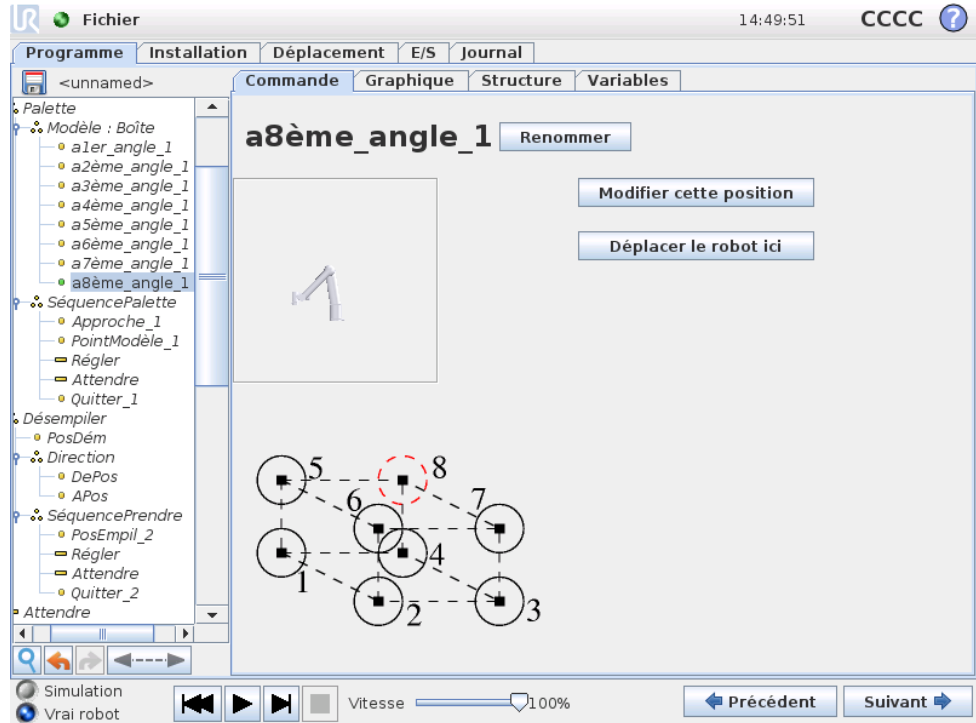 UR Fichier 14:49:51 CCCC ?
Programme Installation Déplacement E/S Journal
<unnamed>
Commande Graphique Structure Variables
Palette
Modèle : Boîte
a1er_angle_1
a2ème_angle_1
a3ème_angle_1
a4ème_angle_1
a5ème_angle_1
a6ème_angle_1
a7ème_angle_1
a8ème_angle_1
SéquencePalette
Approche_1
PointModèle_1
Régler
Attendre
Quitter_1
Désempiler
PosDém
Direction
DePos
APos
SéquencePrendre
PosEmpil_2
Régler
Attendre
Quitter_2
Attendre
a8ème_angle_1 Renommer
Modifier cette position
Déplacer le robot ici
5 8
6 7
1 4
2 3
Simulation
Vrai robot
Vitesse 100%
Précédent Suivant